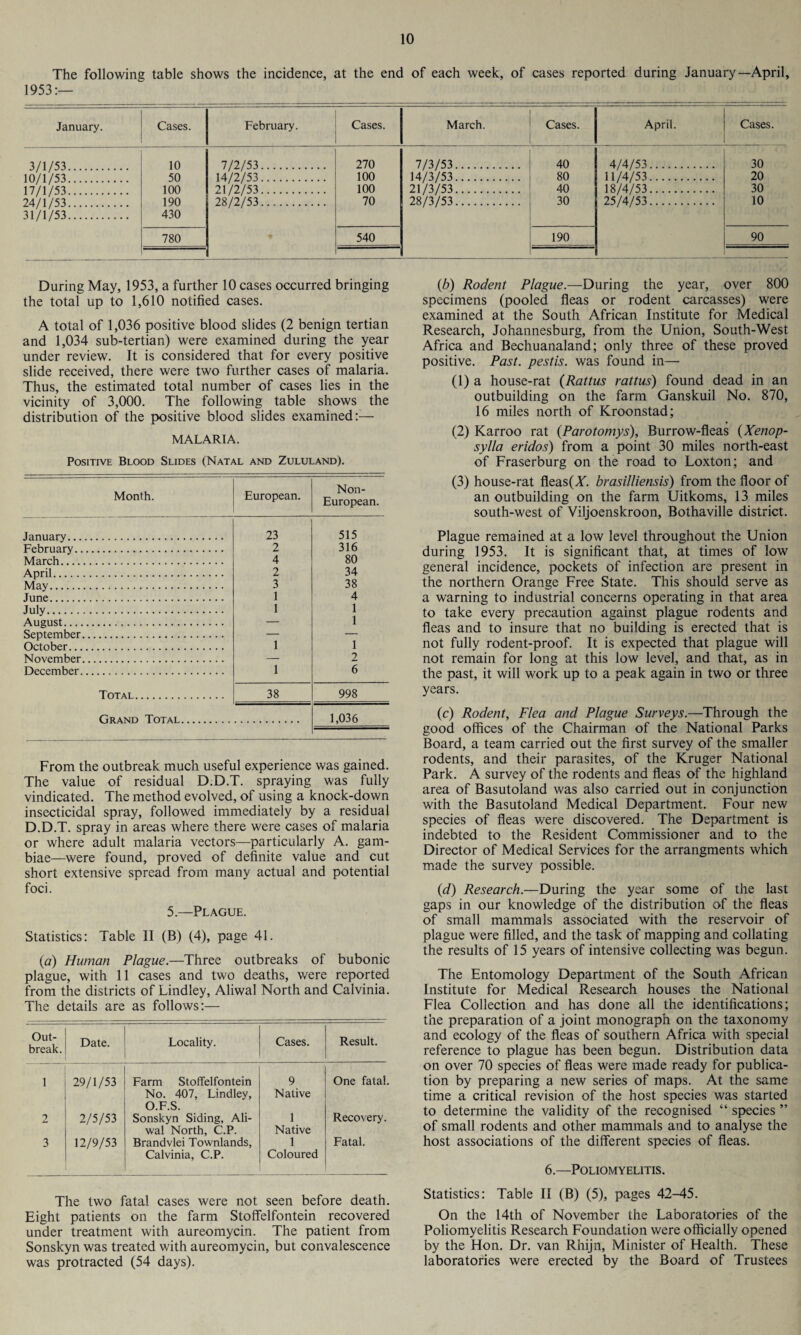 10
The following table shows the incidence, at the end of each week, of cases reported during January—April,
1953:—
January. Cases. February. Cases. March. Cases. April. Cases.
3/1/53.......... 10 7/2/53.......... 270 7/3/53.......... 40 4/4/53.......... 30
10/1/53.......... 50 14/2/53.......... 100 14/3/53.......... 80 11/4/53.......... 20
17/1/53.......... 100 21/2/53.......... 100 21/3/53.......... 40 18/4/53.......... 30
24/1/53.......... 190 28/2/53.......... 70 28/3/53.......... 30 25/4/53.......... 10
31/1/53.......... 430
780 540 190 90
During May, 1953, a further 10 cases occurred bringing
the total up to 1,610 notified cases.
A total of 1,036 positive blood slides (2 benign tertian
and 1,034 sub-tertian) were examined during the year
under review. It is considered that for every positive
slide received, there were two further cases of malaria.
Thus, the estimated total number of cases lies in the
vicinity of 3,000. The following table shows the
distribution of the positive blood slides examined:—
MALARIA.
Positive Blood Slides (Natal and Zululand).
Month. European. Non-
European.
January.......... 23 515
February.......... 2 316
March.......... 4 80
April.......... 2 34
May.......... 3 38
June.......... 1 4
July.......... 1 1
August.......... — 1
September.......... — —
October.......... 1 1
November.......... — 2
December.......... 1 6
Total.......... 38 998
Grand Total.......... 1,036
From the outbreak much useful experience was gained.
The value of residual D.D.T. spraying was fully
vindicated. The method evolved, of using a knock-down
insecticidal spray, followed immediately by a residual
D.D.T. spray in areas where there were cases of malaria
or where adult malaria vectors—particularly A. gam-
biae—were found, proved of definite value and cut
short extensive spread from many actual and potential
foci.
5.—Plague.
Statistics: Table II (B) (4), page 41.
(a) Human Plague.—Three outbreaks of bubonic
plague, with 11 cases and two deaths, were reported
from the districts of Lindley, Aliwal North and Calvinia.
The details are as follows:—
Out-
break. Date. Locality. Cases. Result.
1 29/1/53 Farm Stoffelfontein 9 One fatal.
No. 407, Lindley, Native
O.F.S.
2 2/5/53 Sonskyn Siding, Ali- 1 Recovery.
wal North, C.P. Native
3 12/9/53 Brandvlei Townlands, 1 Fatal.
Calvinia, C.P. Coloured
The two fatal cases were not seen before death.
Eight patients on the farm Stoffelfontein recovered
under treatment with aureomycin. The patient from
Sonskyn was treated with aureomycin, but convalescence
was protracted (54 days).
(b) Rodent Plague.—During the year, over 800
specimens (pooled fleas or rodent carcasses) were
examined at the South African Institute for Medical
Research, Johannesburg, from the Union, South-West
Africa and Bechuanaland; only three of these proved
positive. Past. pestis. was found in—
(1) a house-rat (Rattus rattus) found dead in an
outbuilding on the farm Ganskuil No. 870,
16 miles north of Kroonstad;
(2) Karroo rat (Parotomys), Burrow-fleas (Xenop-
sylla eridos) from a point 30 miles north-east
of Fraserburg on the road to Loxton; and
(3) house-rat fleas(X. brasilliensis) from the floor of
an outbuilding on the farm Uitkoms, 13 miles
south-west of Viljoenskroon, Bothaville district.
Plague remained at a low level throughout the Union
during 1953. It is significant that, at times of low
general incidence, pockets of infection are present in
the northern Orange Free State. This should serve as
a warning to industrial concerns operating in that area
to take every precaution against plague rodents and
fleas and to insure that no building is erected that is
not fully rodent-proof. It is expected that plague will
not remain for long at this low level, and that, as in
the past, it will work up to a peak again in two or three
years.
(c) Rodent, Flea and Plague Surveys.—Through the
good offices of the Chairman of the National Parks
Board, a team carried out the first survey of the smaller
rodents, and their parasites, of the Kruger National
Park. A survey of the rodents and fleas of the highland
area of Basutoland was also carried out in conjunction
with the Basutoland Medical Department. Four new
species of fleas were discovered. The Department is
indebted to the Resident Commissioner and to the
Director of Medical Services for the arrangments which
made the survey possible.
(d) Research.—During the year some of the last
gaps in our knowledge of the distribution of the fleas
of small mammals associated with the reservoir of
plague were filled, and the task of mapping and collating
the results of 15 years of intensive collecting was begun.
The Entomology Department of the South African
Institute for Medical Research houses the National
Flea Collection and has done all the identifications;
the preparation of a joint monograph on the taxonomy
and ecology of the fleas of southern Africa with special
reference to plague has been begun. Distribution data
on over 70 species of fleas were made ready for publica-
tion by preparing a new series of maps. At the same
time a critical revision of the host species was started
to determine the validity of the recognised “ species ”
of small rodents and other mammals and to analyse the
host associations of the different species of fleas.
6.—Poliomyelitis.
Statistics: Table II (B) (5), pages 42-45.
On the 14th of November the Laboratories of the
Poliomyelitis Research Foundation were officially opened
by the Hon. Dr. van Rhijn, Minister of Health. These
laboratories were erected by the Board of Trustees